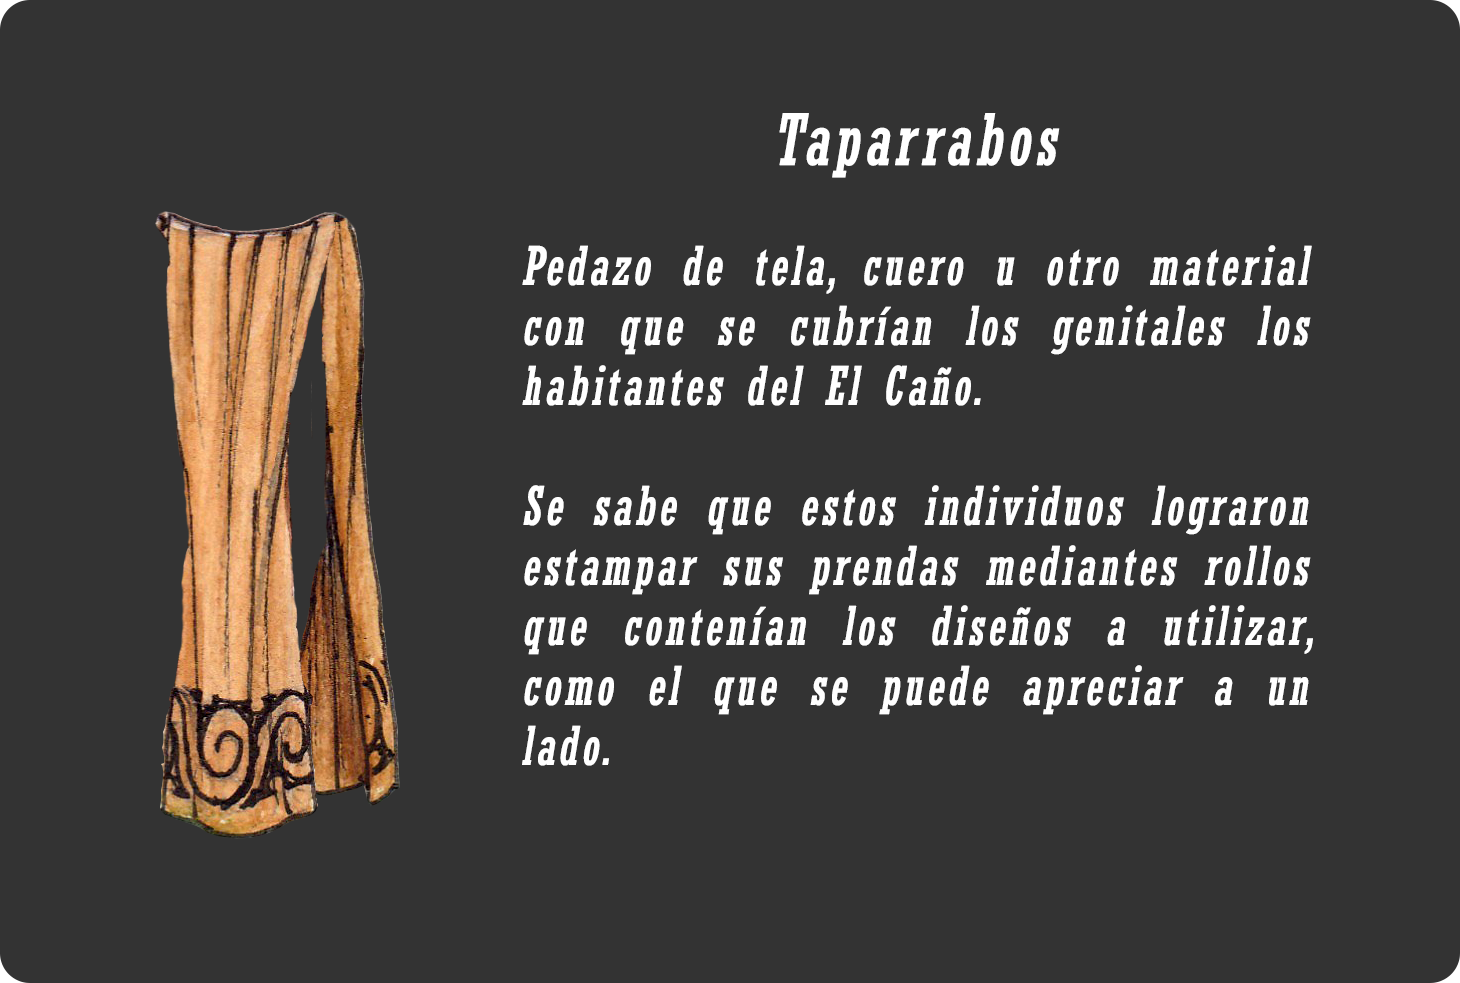 Taparrabos
Pedazo de tela, cuero u otro material
con que se cubrían los genitales los
habitantes del El Caño.
Se sabe que estos individuos lograron
estampar sus prendas mediantes rollos
que contenían los diseños a utilizar,
como el que se puede apreciar a un
lado.